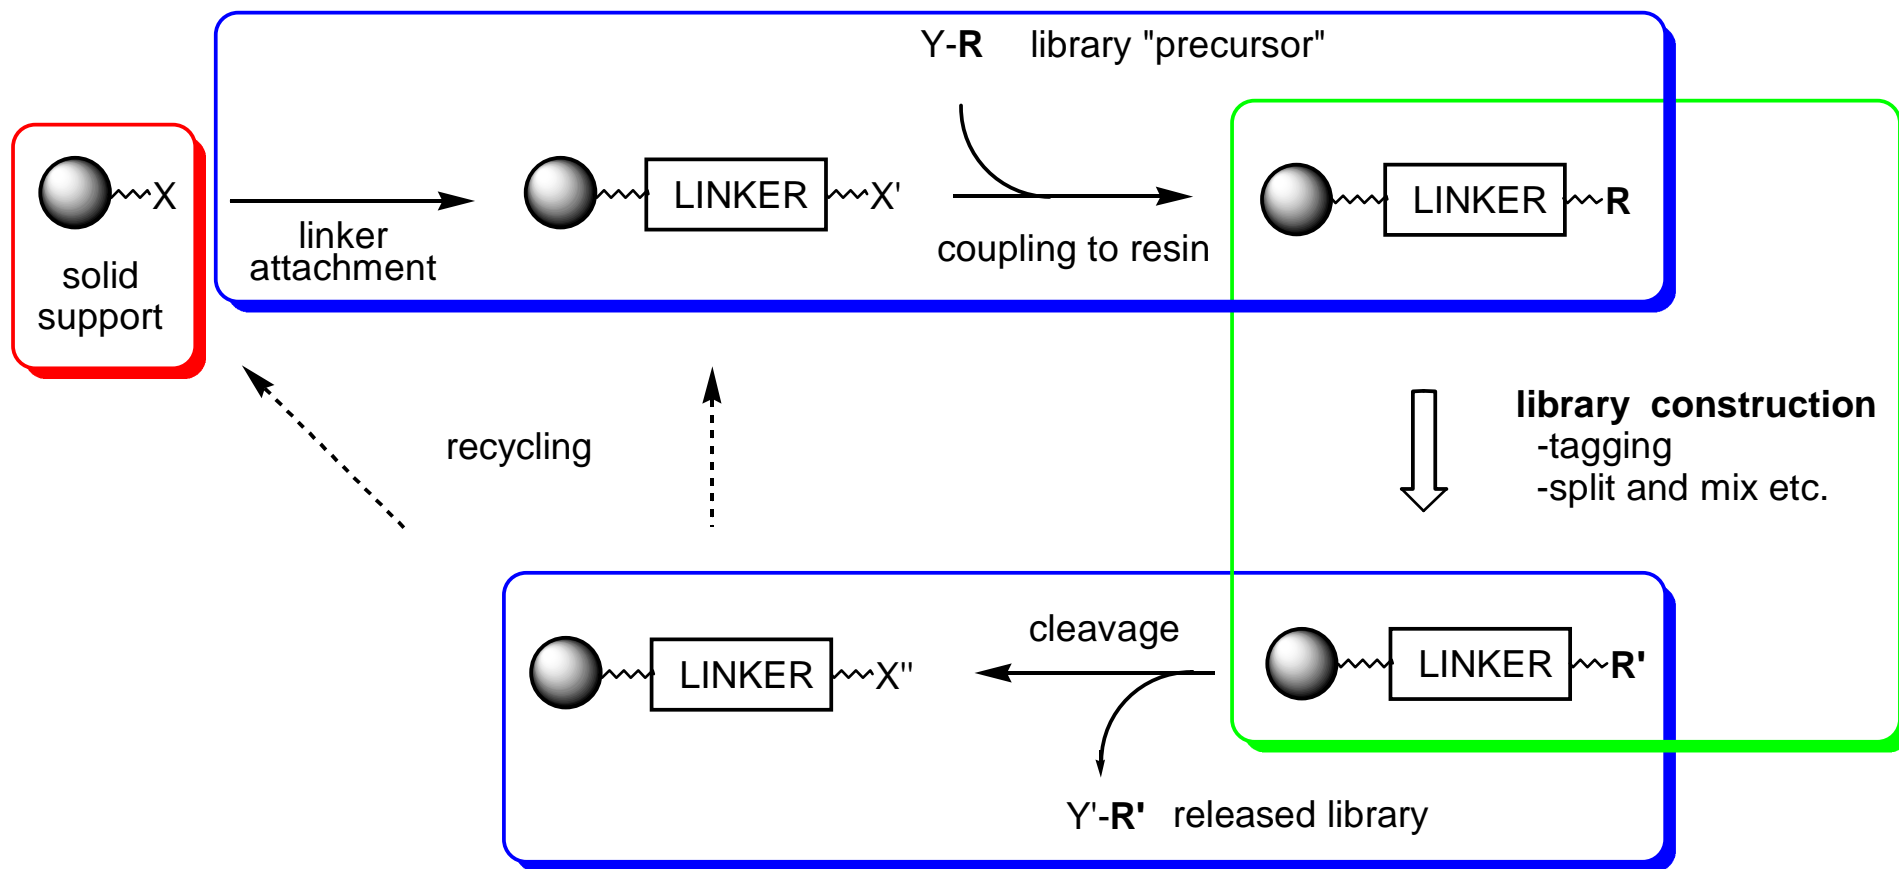 Y-R library "precursor"
X
LINKER
X'
LINKER
R
linker
attachment
coupling to resin
solid
support
recycling
library construction
-tagging
-split and mix etc.
cleavage
LINKER
X''
LINKER
R'
Y'-R' released library